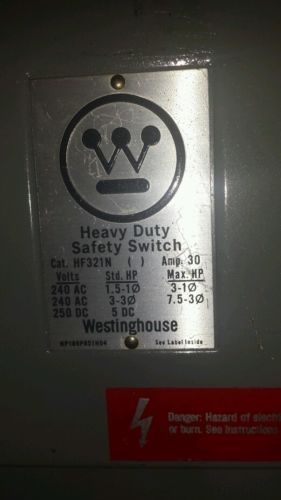 W
Heavy Duty
Safety Switch
Cat. HF321N ( ) Amp. 30
Volts Std. HP Max. HP
240 AC 1.5-1Ø 3-1Ø
240 AC 3-3Ø 7.5-3Ø
250 DC 5 DC
Westinghouse
See Label Inside
Danger: Hazard of electri
or burn. See Instructions